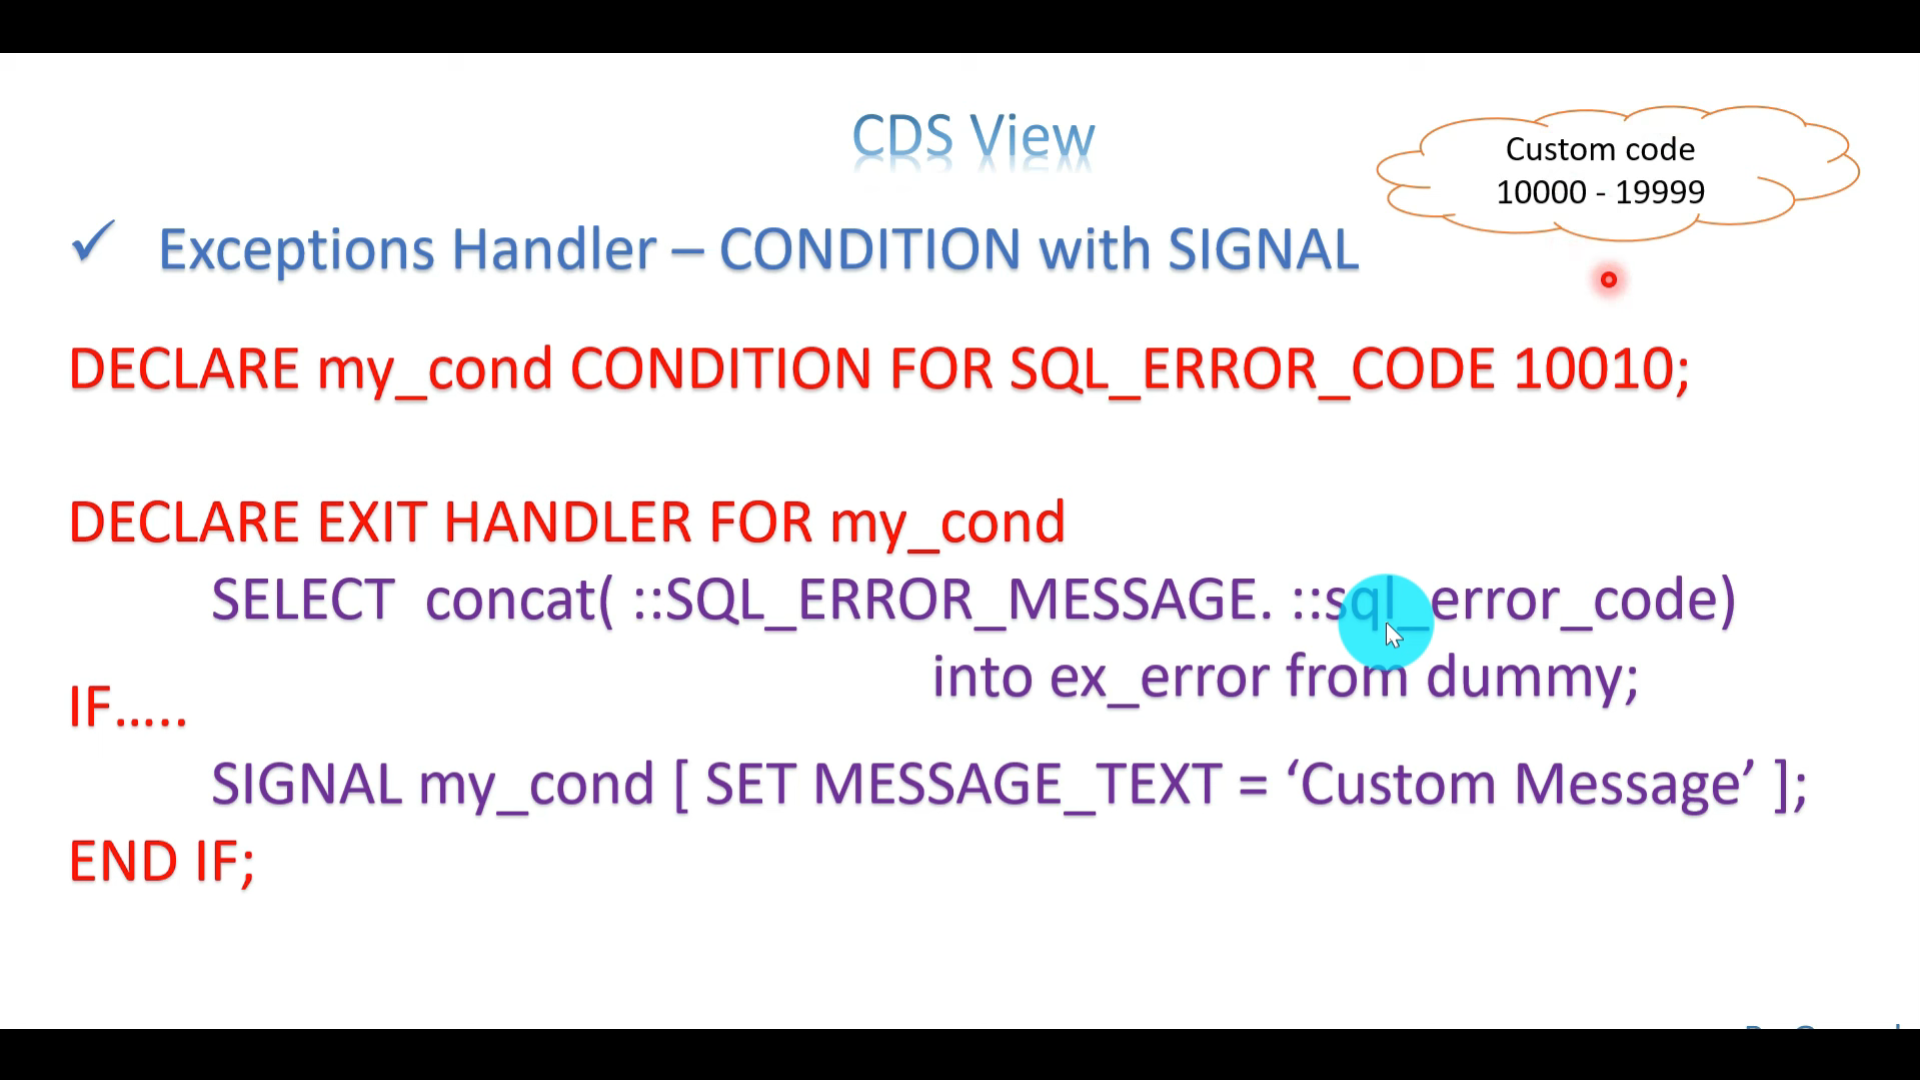 CDS View
Custom code
10000 - 19999
✓ Exceptions Handler – CONDITION with SIGNAL
DECLARE my_cond CONDITION FOR SQL_ERROR_CODE 10010;
DECLARE EXIT HANDLER FOR my_cond
SELECT concat( ::SQL_ERROR_MESSAGE. ::sql_error_code)
into ex_error from dummy;
IF.....
SIGNAL my_cond [ SET MESSAGE_TEXT = ‘Custom Message’ ];
END IF;